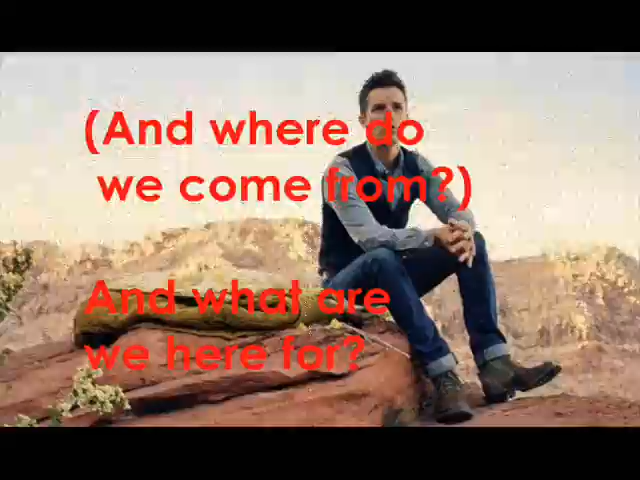 (And where do
we come from?)
And what are
we here for?